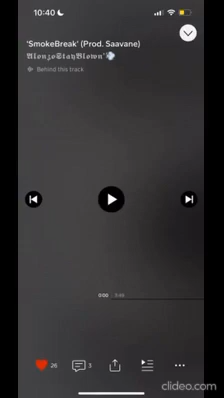 10:40
'SmokeBreak' (Prod. Saavane)
𝕬𝖑𝖔𝖓𝖟𝖔𝕾𝖙𝖆𝖞𝕭𝖑𝖔𝖜𝖓'💨
Behind this track
0:00
26
3
clideo.com